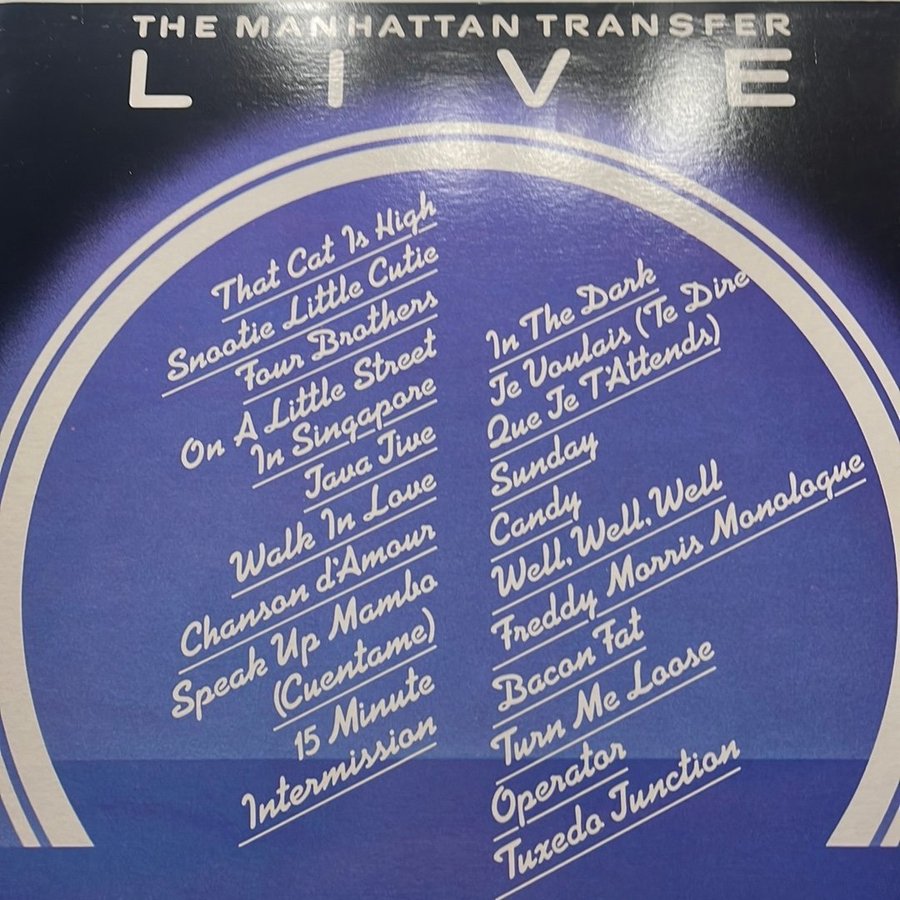 THE MANHATTAN TRANSFER
LIVE
That Cat Is High
Snootie Little Cutie
Four Brothers
On A Little Street
In Singapore
Java Jive
Walk In Love
Chanson d'Amour
Speak Up Mambo
(Cuentame)
15 Minute
Intermission
In The Dark
Je Voulais (Te Dire
Que Je T'Attends)
Sunday
Candy
Well, Well, Well
Freddy Morris Monologue
Bacon Fat
Turn Me Loose
Operator
Tuxedo Junction